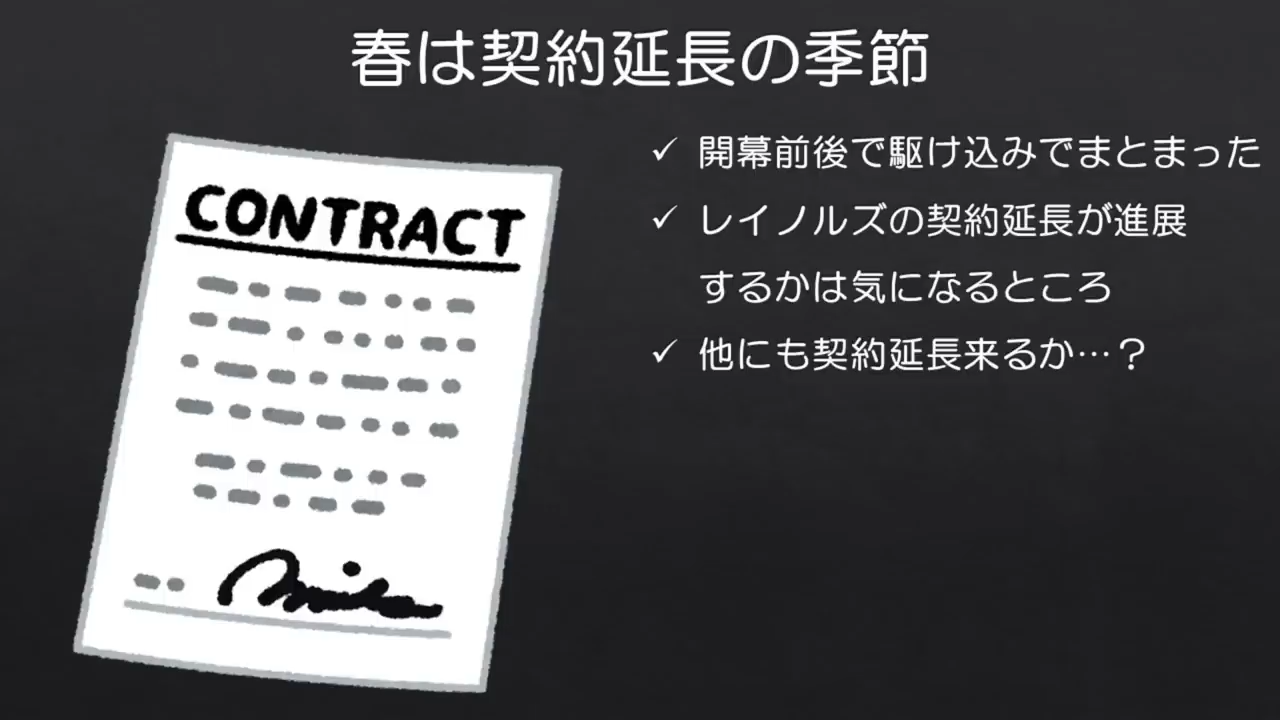 春は契約延長の季節
CONTRACT
✓ 開幕前後で駆け込みでまとまった
✓ レイノルズの契約延長が進展
するかは気になるところ
✓ 他にも契約延長来るか…？